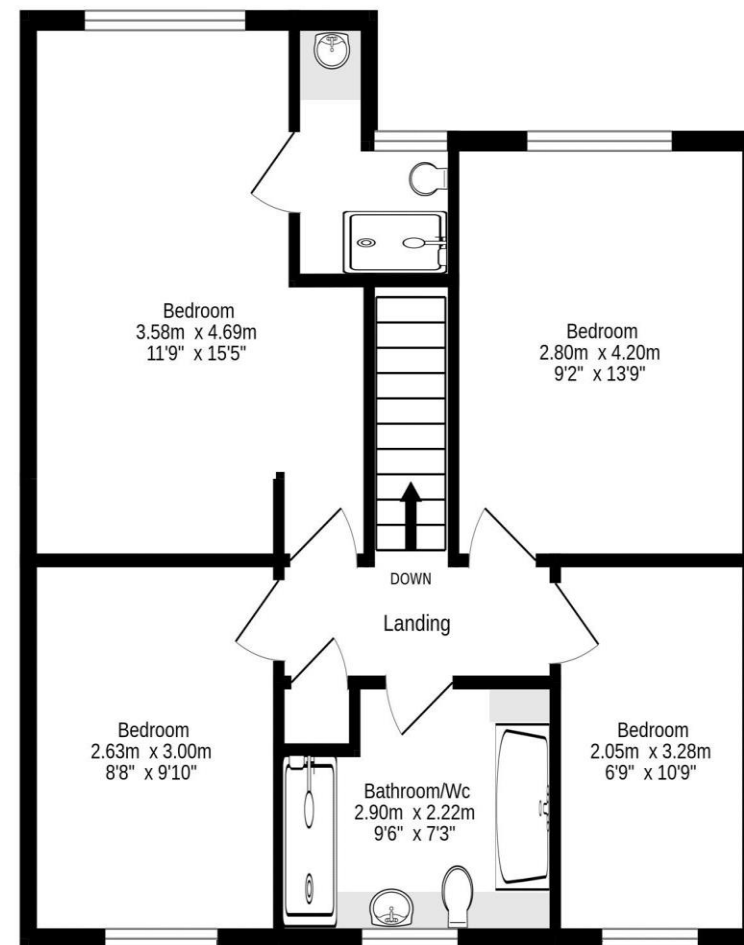 Bedroom
3.58m x 4.69m
11'9" x 15'5"
Bedroom
2.80m x 4.20m
9'2" x 13'9"
DOWN
Landing
Bedroom
2.63m x 3.00m
8'8" x 9'10"
Bathroom/Wc
2.90m x 2.22m
9'6" x 7'3"
Bedroom
2.05m x 3.28m
6'9" x 10'9"